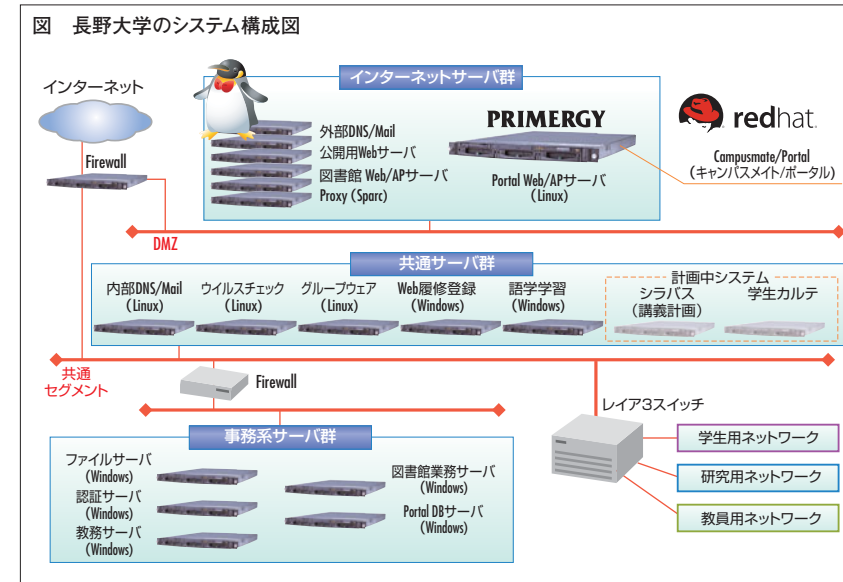 図 長野大学のシステム構成図
インターネット
Firewall
インターネットサーバ群
外部DNS/Mail
公開用Webサーバ
図書館 Web/APサーバ
Proxy (Sparc)
PRIMERGY
Portal Web/APサーバ
(Linux)
redhat.
Campusmate/Portal
(キャンパスメイト/ポータル)
DMZ
共通サーバ群
内部DNS/Mail
(Linux)
ウイルスチェック
(Linux)
グループウェア
(Linux)
Web履修登録
(Windows)
語学学習
(Windows)
計画中システム
シラバス
(講義計画)
学生カルテ
共通
セグメント
Firewall
レイア3スイッチ
学生用ネットワーク
研究用ネットワーク
教員用ネットワーク
事務系サーバ群
ファイルサーバ
(Windows)
認証サーバ
(Windows)
教務サーバ
(Windows)
図書館業務サーバ
(Windows)
Portal DBサーバ
(Windows)